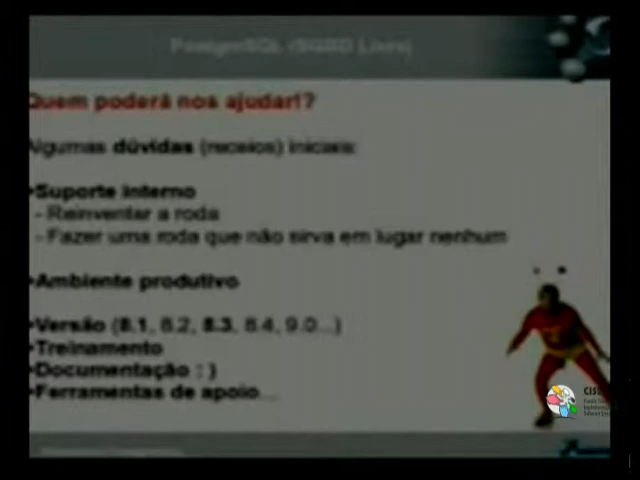 PostgreSQL (SGBD Livre)
Quem poderá nos ajudar!?
Algumas dúvidas (receios) iniciais:
•Suporte interno
- Reinventar a roda
- Fazer uma roda que não sirva em lugar nenhum
•Ambiente produtivo
•Versão (8.1, 8.2, 8.3, 8.4, 9.0...)
•Treinamento
•Documentação : )
•Ferramentas de apoio...